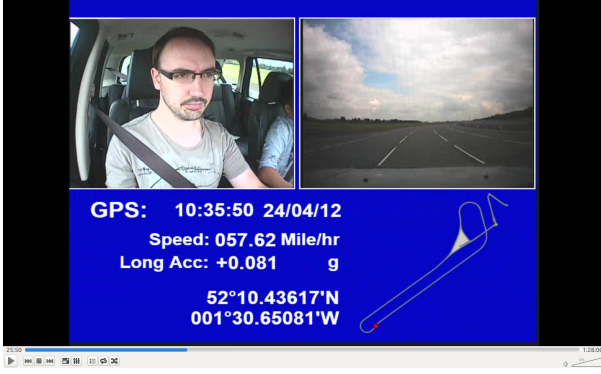 GPS: 10:35:50 24/04/12
Speed: 057.62 Mile/hr
Long Acc: +0.081 g
52°10.43617'N
001°30.65081'W
25.50
1:28.00